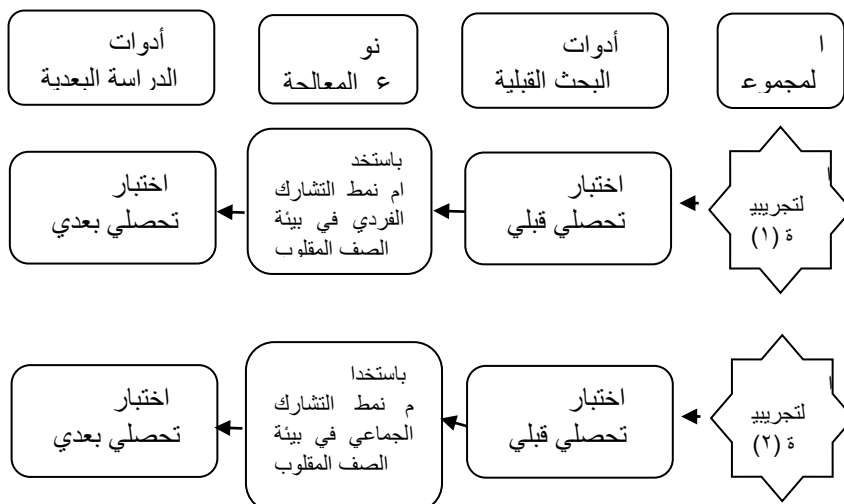 ا
لمجموع
أدوات
البحث القبلية
نو
ع المعالجة
أدوات
الدراسة البعدية
ا
لتجريبي
ة (١)
اختبار
تحصلي قبلي
باستخد
ام نمط التشارك
الفردي في بيئة
الصف المقلوب
اختبار
تحصلي بعدي
ا
لتجريبي
ة (٢)
اختبار
تحصلي قبلي
باستخدا
م نمط التشارك
الجماعي في بيئة
الصف المقلوب
اختبار
تحصلي بعدي